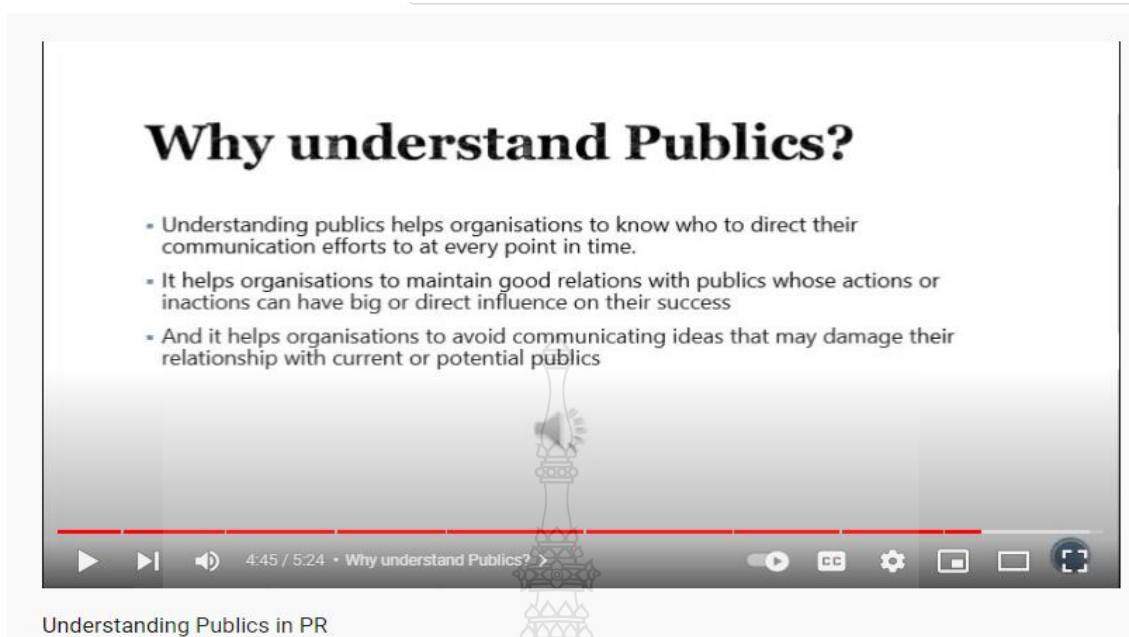 Why understand Publics?
- Understanding publics helps organisations to know who to direct their
communication efforts to at every point in time.
- It helps organisations to maintain good relations with publics whose actions or
inactions can have big or direct influence on their success
- And it helps organisations to avoid communicating ideas that may damage their
relationship with current or potential publics
4:45 / 5:24 • Why understand Publics? >
CC
Understanding Publics in PR